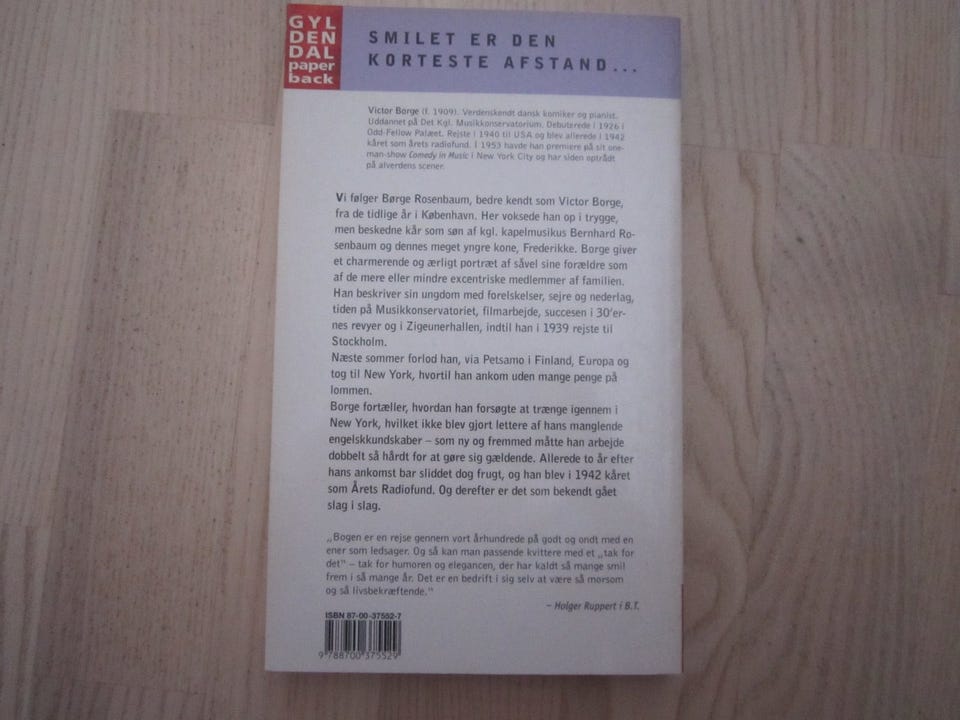 GYL
DEN
DAL
paper
back
SMILET ER DEN
KORTESTE AFSTAND...
Victor Borge (f. 1909). Verdenskendt dansk komiker og pianist.
Uddannet på Det Kgl. Musikkonservatorium. Debuterede i 1926 i
Odd-Fellow Palæet. Rejste i 1940 til USA og blev allerede i 1942
kåret som årets radiofund. I 1953 havde han premiere på sit one-
man-show Comedy in Music i New York City og har siden optrådt
på alverdens scener.
Vi følger Børge Rosenbaum, bedre kendt som Victor Borge,
fra de tidlige år i København. Her voksede han op i trygge,
men beskedne kår som søn af kgl. kapelmusikus Bernhard Ro-
senbaum og dennes meget yngre kone, Frederikke. Borge giver
et charmerende og ærligt portræt af såvel sine forældre som
af de mere eller mindre excentriske medlemmer af familien.
Han beskriver sin ungdom med forelskelser, sejre og nederlag,
tiden på Musikkonservatoriet, filmarbejde, succesen i 30'er-
nes revyer og i Zigeunerhallen, indtil han i 1939 rejste til
Stockholm.
Næste sommer forlod han, via Petsamo i Finland, Europa og
tog til New York, hvortil han ankom uden mange penge på
lommen.
Borge fortæller, hvordan han forsøgte at trænge igennem i
New York, hvilket ikke blev gjort lettere af hans manglende
engelskkundskaber – som ny og fremmed måtte han arbejde
dobbelt så hårdt for at gøre sig gældende. Allerede to år efter
hans ankomst bar sliddet dog frugt, og han blev i 1942 kåret
som Årets Radiofund. Og derefter er det som bekendt gået
slag i slag.
„Bogen er en rejse gennem vort århundrede på godt og ondt med en
ener som ledsager. Og så kan man passende kvittere med et „tak for
det" – tak for humoren og elegancen, der har kaldt så mange smil
frem i så mange år. Det er en bedrift i sig selv at være så morsom
og så livsbekræftende."
– Holger Ruppert i B.T.
ISBN 87-00-37552-7
9 788700 375529